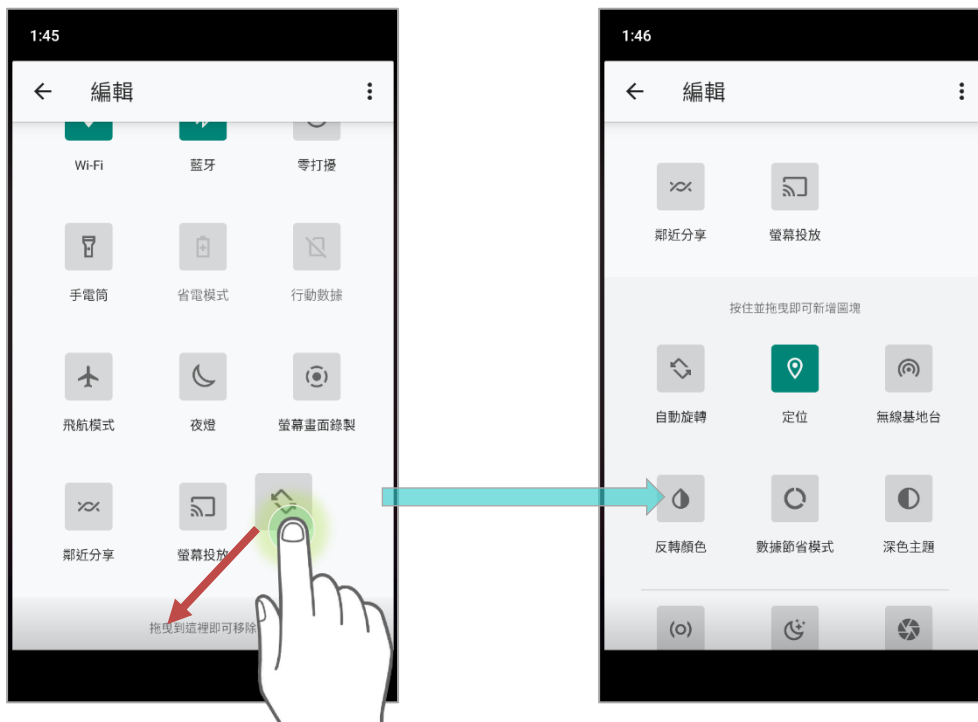 1:45
編輯
Wi-Fi 藍牙 零打擾
手電筒 省電模式 行動數據
飛航模式 夜燈 螢幕畫面錄製
鄰近分享 螢幕投放
拖曳到這裡即可移除
1:46
編輯
鄰近分享 螢幕投放
按住並拖曳即可新增圖塊
自動旋轉 定位 無線基地台
反轉顏色 數據節省模式 深色主題